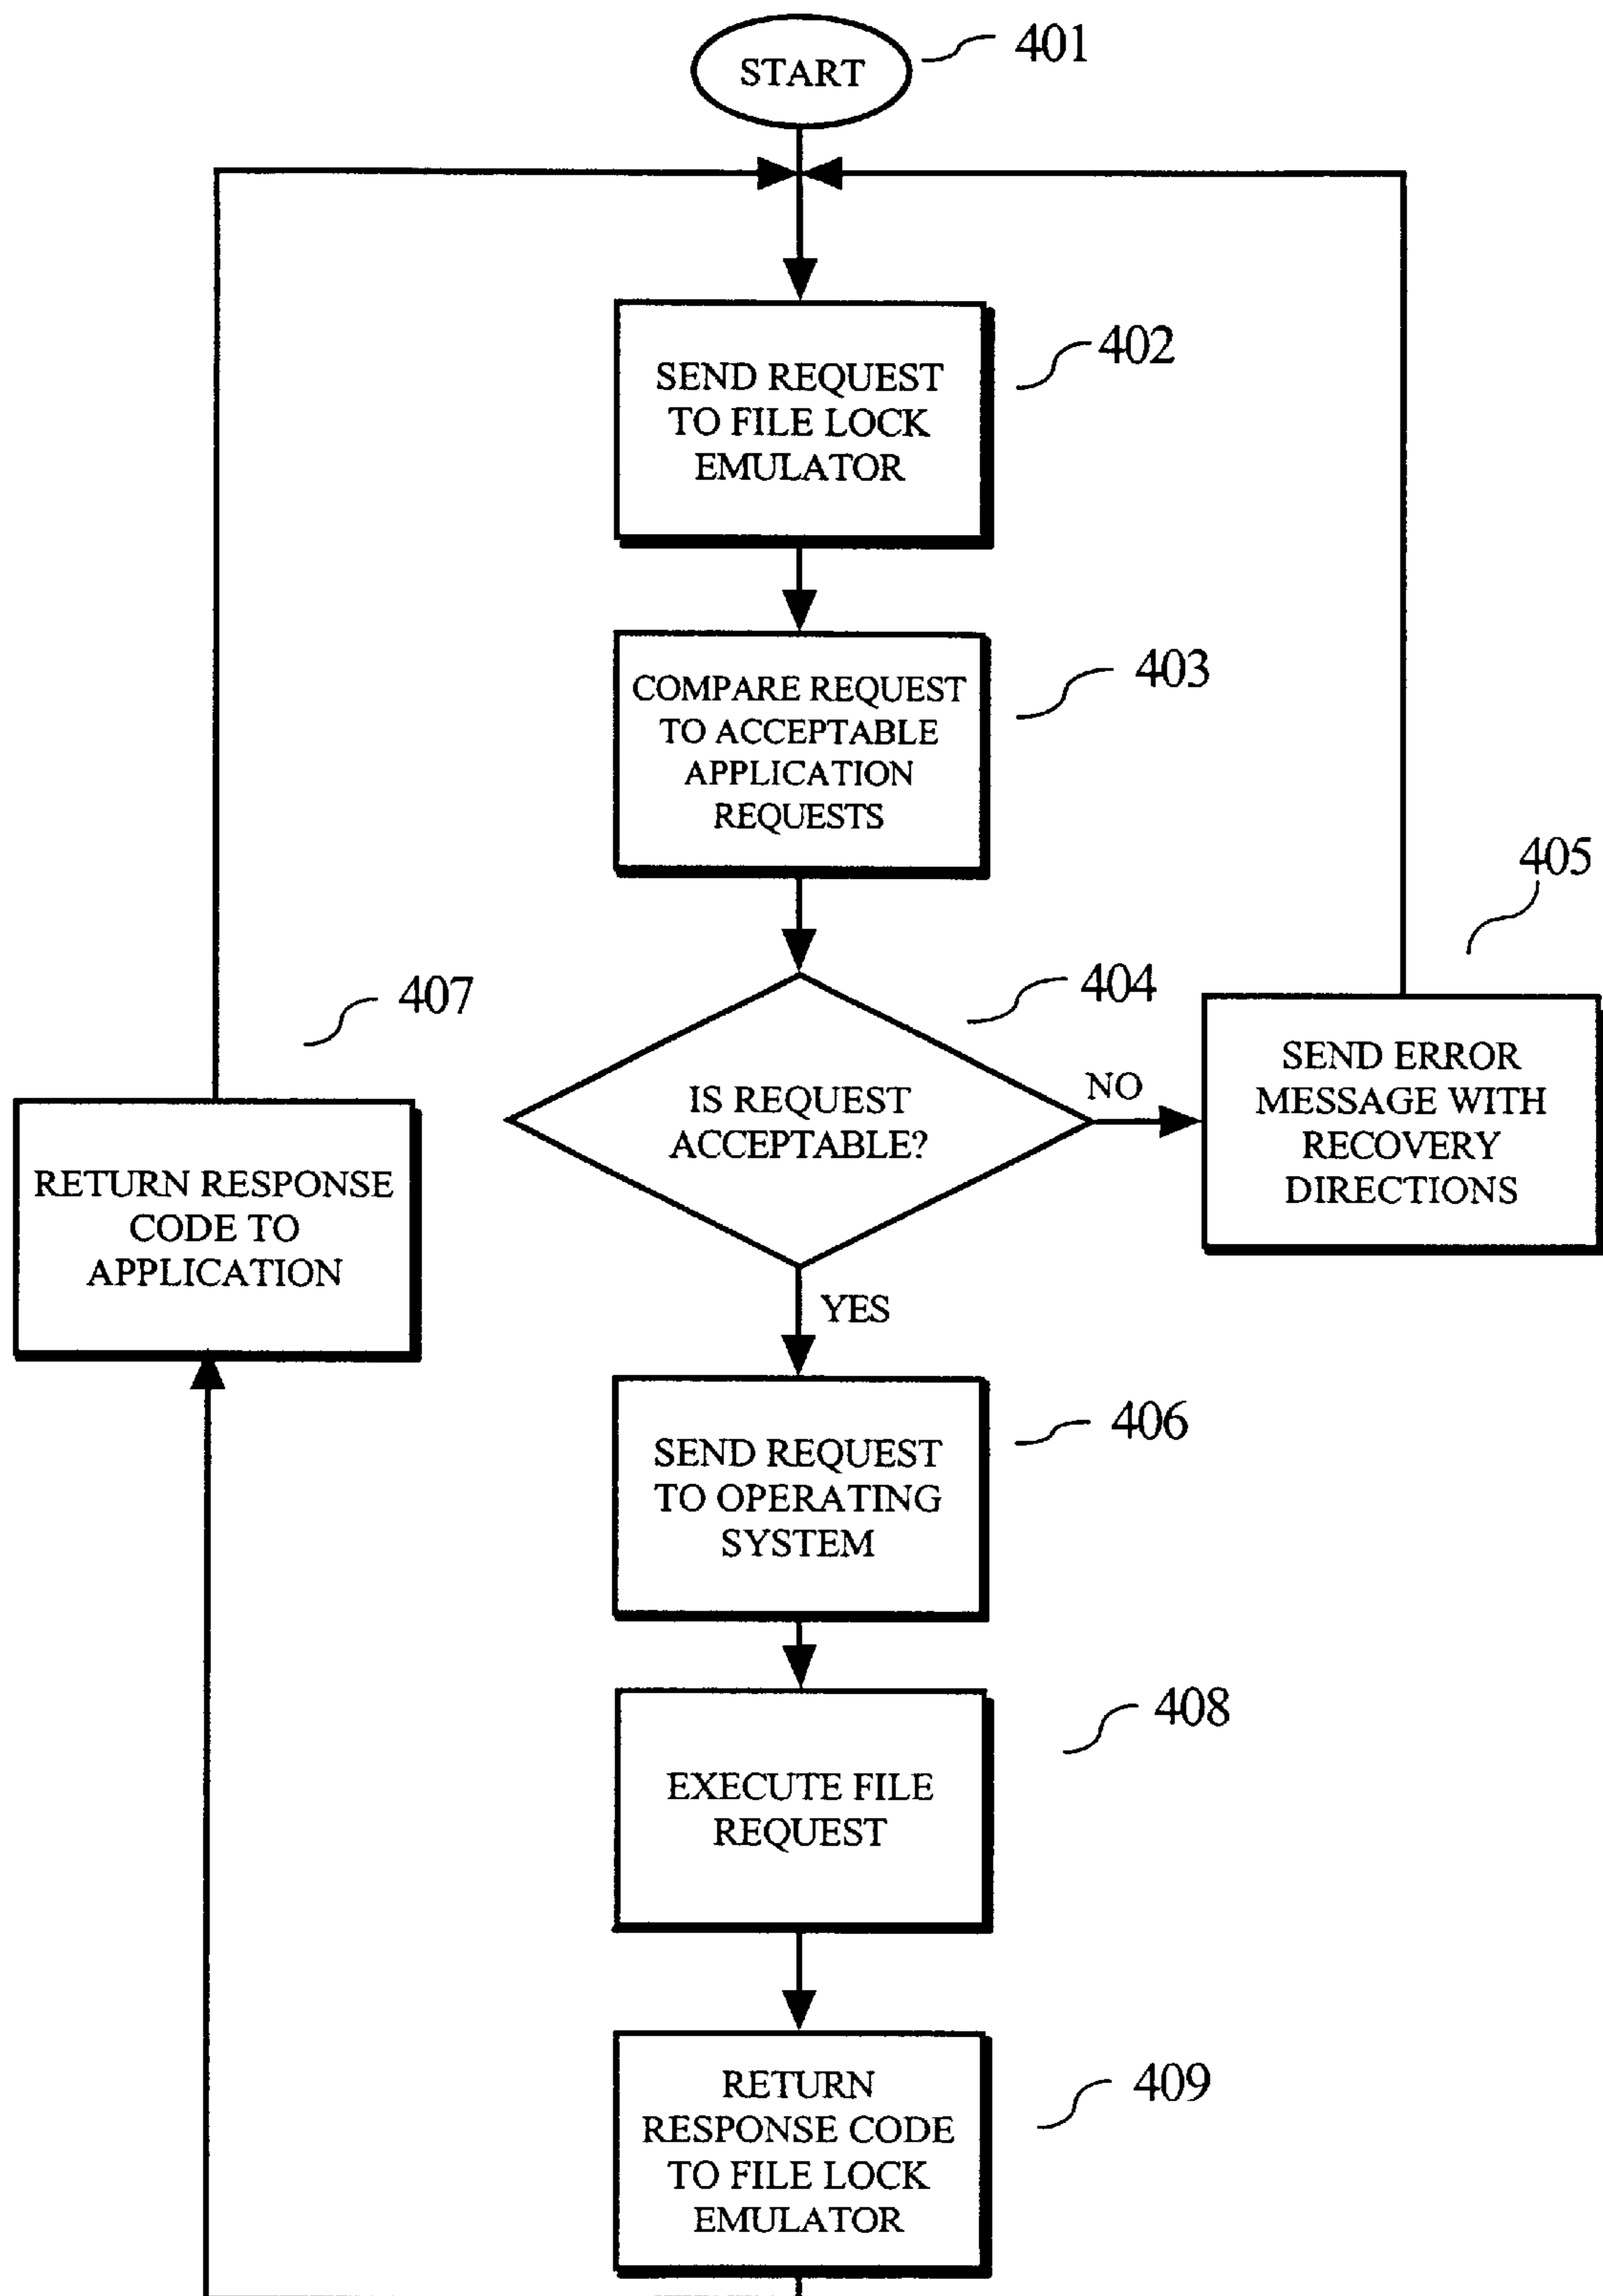 START
401
SEND REQUEST
TO FILE LOCK
EMULATOR
402
COMPARE REQUEST
TO ACCEPTABLE
APPLICATION
REQUESTS
403
IS REQUEST
ACCEPTABLE?
404
NO
SEND ERROR
MESSAGE WITH
RECOVERY
DIRECTIONS
405
YES
SEND REQUEST
TO OPERATING
SYSTEM
406
RETURN RESPONSE
CODE TO
APPLICATION
407
EXECUTE FILE
REQUEST
408
RETURN
RESPONSE CODE
TO FILE LOCK
EMULATOR
409